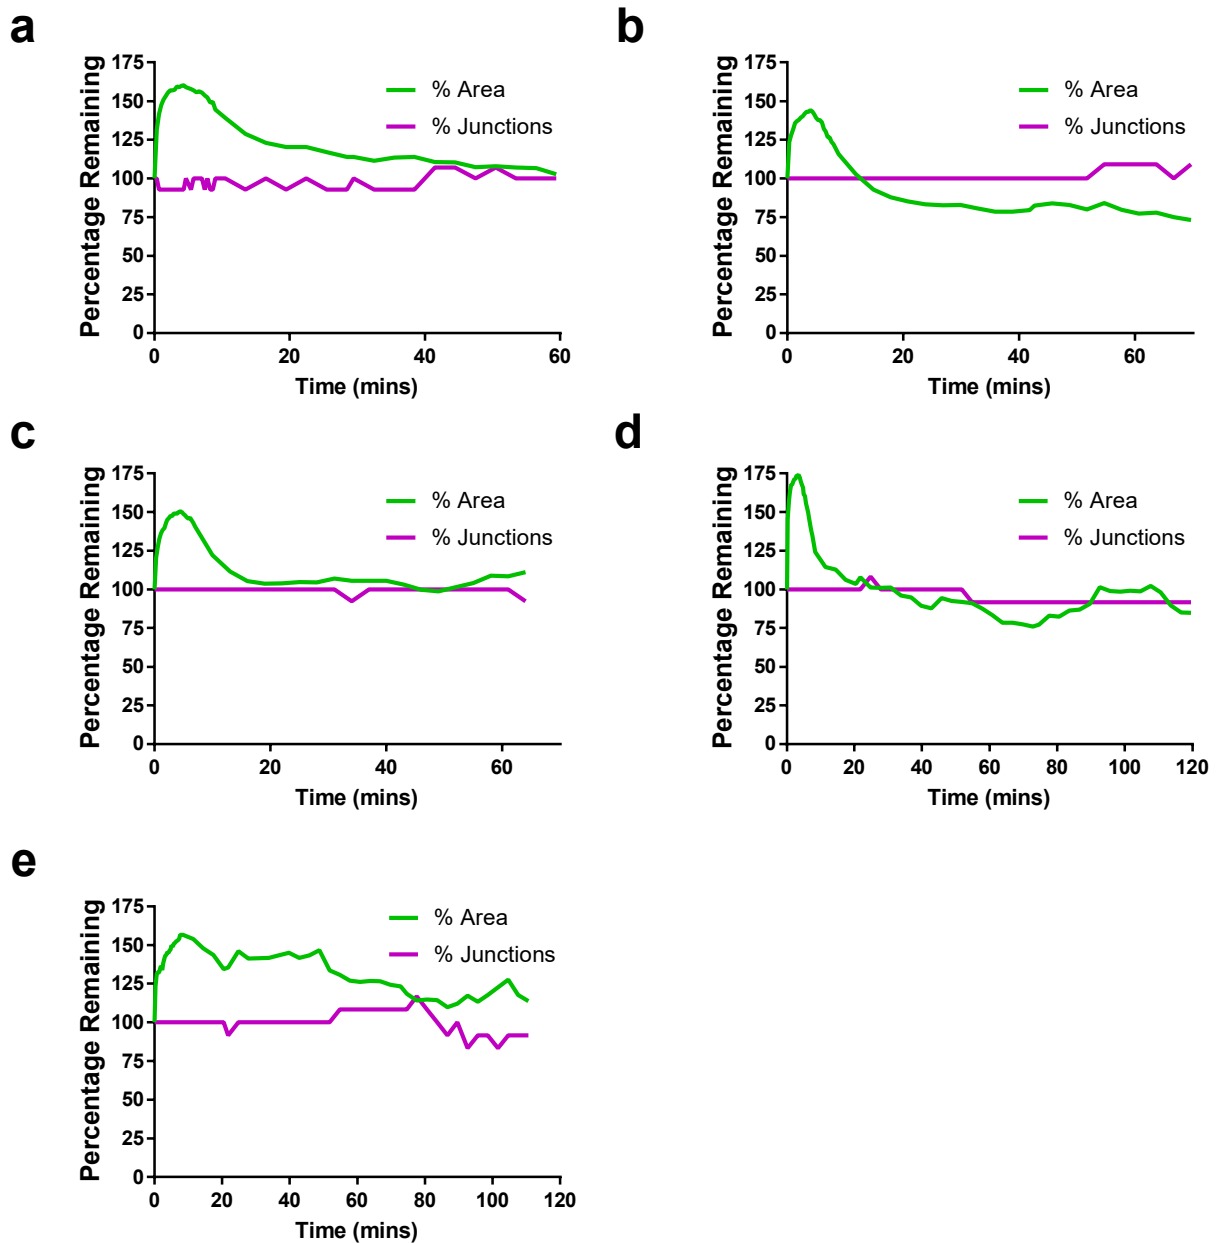 a
Percentage Remaining
175
150
125
100
75
50
25
0
% Area
% Junctions
0 20 40 60
Time (mins)
b
Percentage Remaining
175
150
125
100
75
50
25
0
% Area
% Junctions
0 20 40 60
Time (mins)
c
Percentage Remaining
175
150
125
100
75
50
25
0
% Area
% Junctions
0 20 40 60
Time (mins)
d
Percentage Remaining
175
150
125
100
75
50
25
0
% Area
% Junctions
0 20 40 60 80 100 120
Time (mins)
e
Percentage Remaining
175
150
125
100
75
50
25
0
% Area
% Junctions
0 20 40 60 80 100 120
Time (mins)